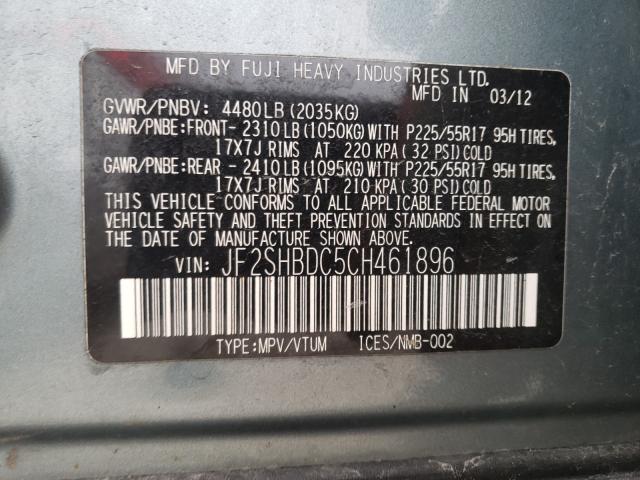 MFD BY FUJI HEAVY INDUSTRIES LTD.
MFD IN 03/12
GVWR/PNBV: 4480LB (2035KG)
GAWR/PNBE:FRONT- 2310LB (1050KG) WITH P225/55R17 95H TIRES,
17X7J RIMS AT 220 KPA (32 PSI) COLD
GAWR/PNBE:REAR - 2410LB (1095KG) WITH P225/55R17 95H TIRES,
17X7J RIMS AT 210 KPA (30 PSI) COLD
THIS VEHICLE CONFORMS TO ALL APPLICABLE FEDERAL MOTOR
VEHICLE SAFETY AND THEFT PREVENTION STANDARDS IN EFFECT ON
THE DATE OF MANUFACTURE SHOWN ABOVE.
VIN: JF2SHBDC5CH461896
TYPE:MPV/VTUM ICES/NMB-002